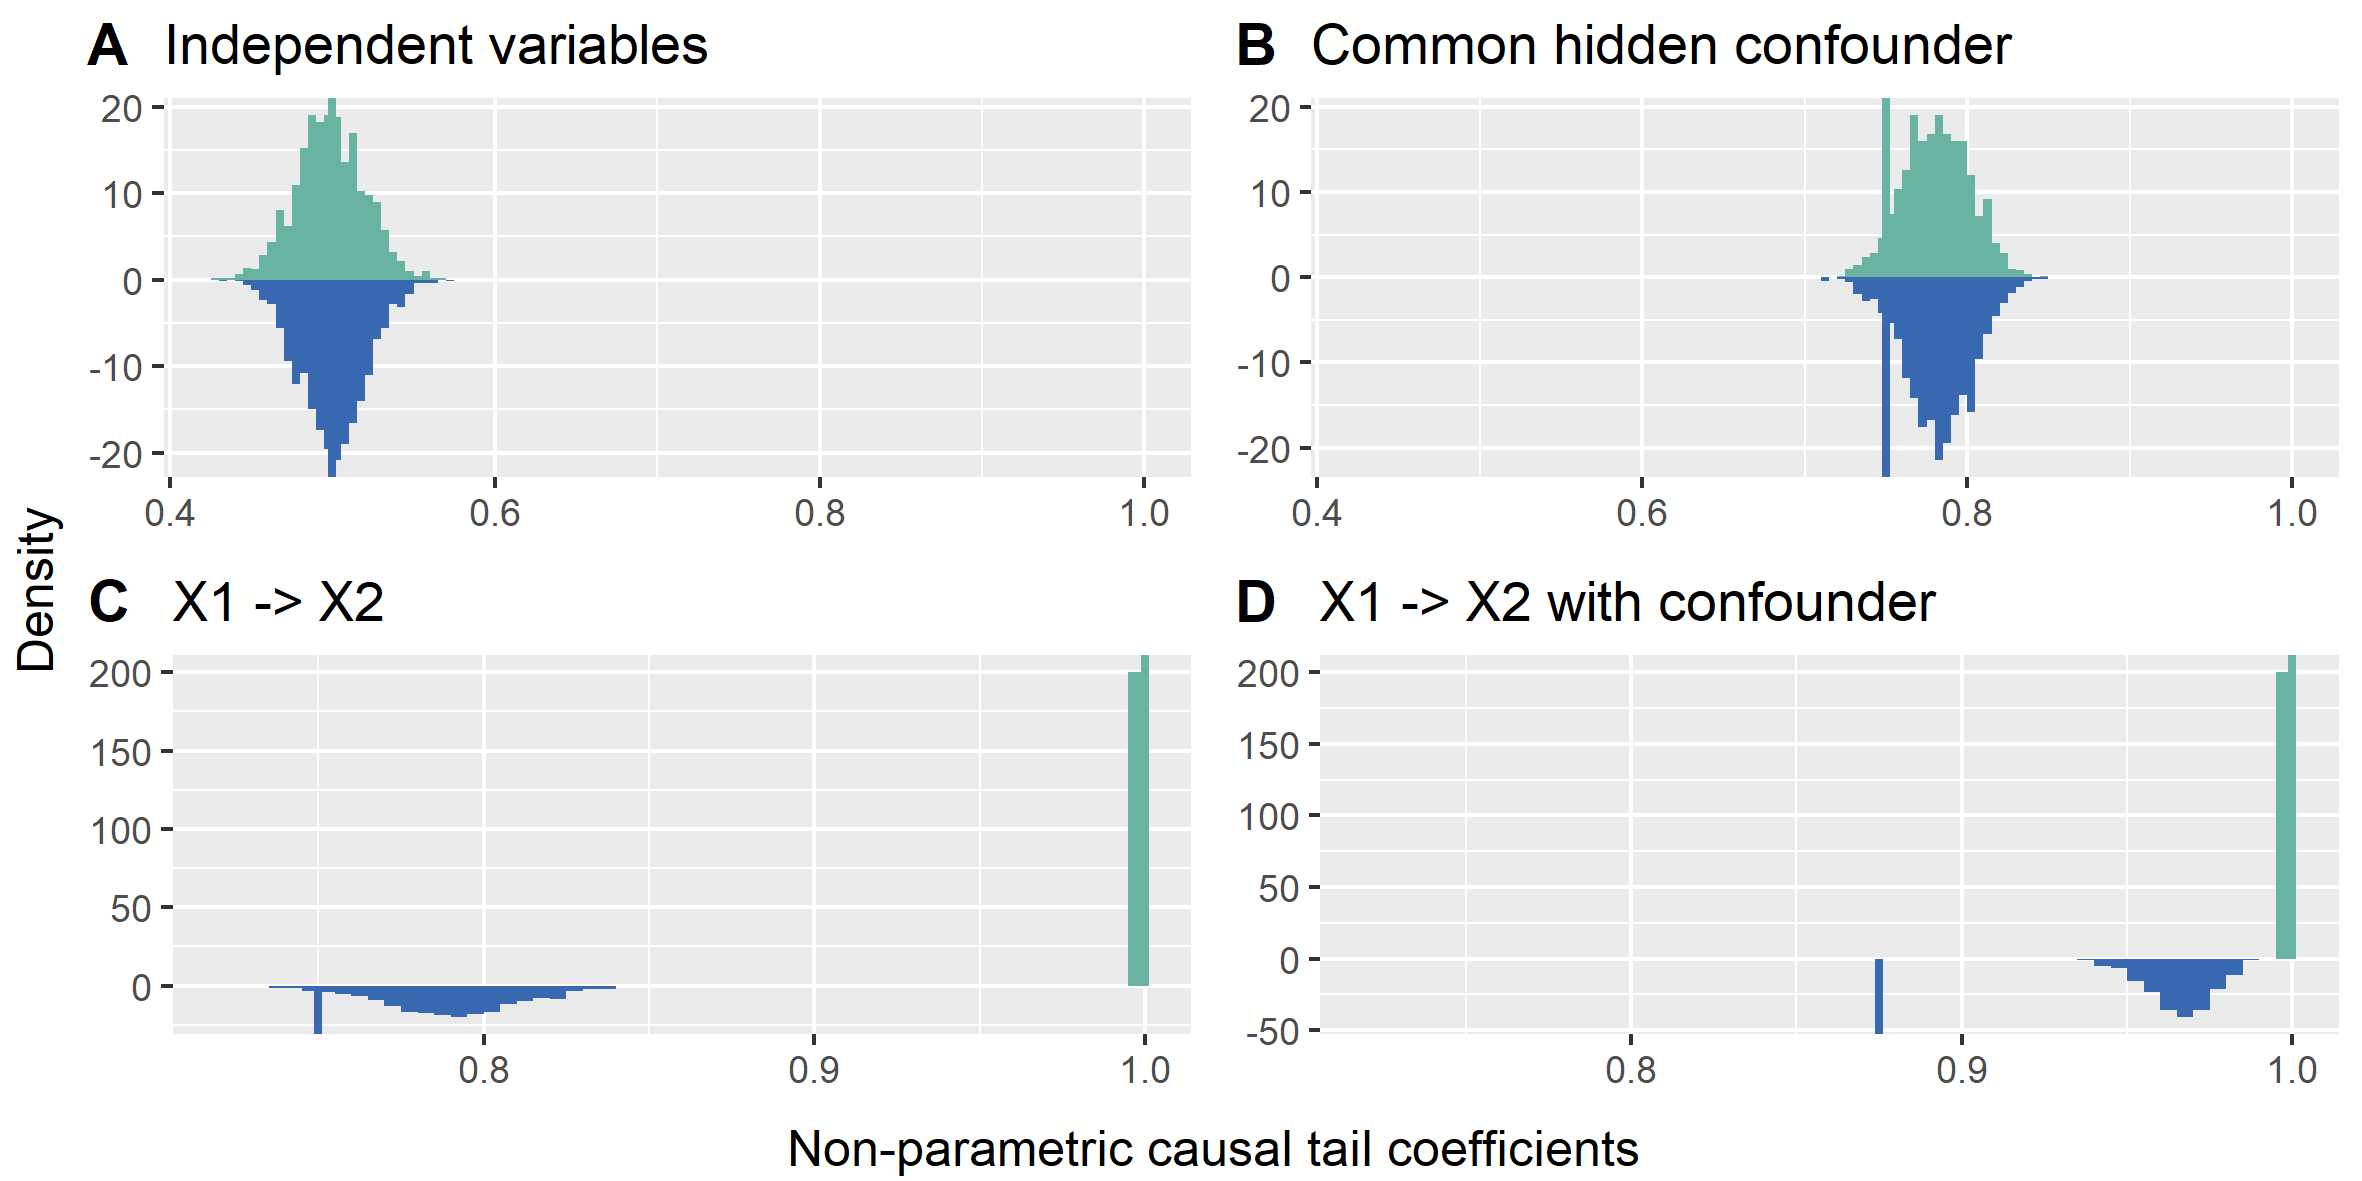 A Independent variables
20
10
0
-10
-20
0.4 0.6 0.8 1.0
B Common hidden confounder
20
10
0
-10
-20
0.4 0.6 0.8 1.0
Density
C X1 -> X2
200
150
100
50
0
0.8 0.9 1.0
D X1 -> X2 with confounder
200
150
100
50
0
-50
0.8 0.9 1.0
Non-parametric causal tail coefficients